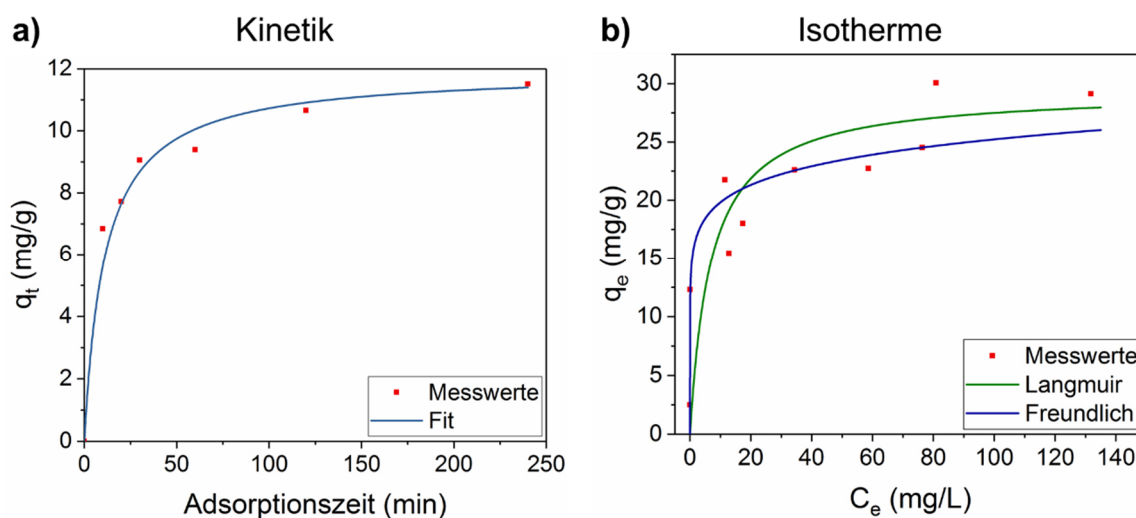 a)
Kinetik
12
10
8
6
4
2
0
q_t (mg/g)
0 50 100 150 200 250
Adsorptionszeit (min)
Messwerte
Fit
b)
Isotherme
30
25
20
15
10
5
0
q_e (mg/g)
0 20 40 60 80 100 120 140
C_e (mg/L)
Messwerte
Langmuir
Freundlich